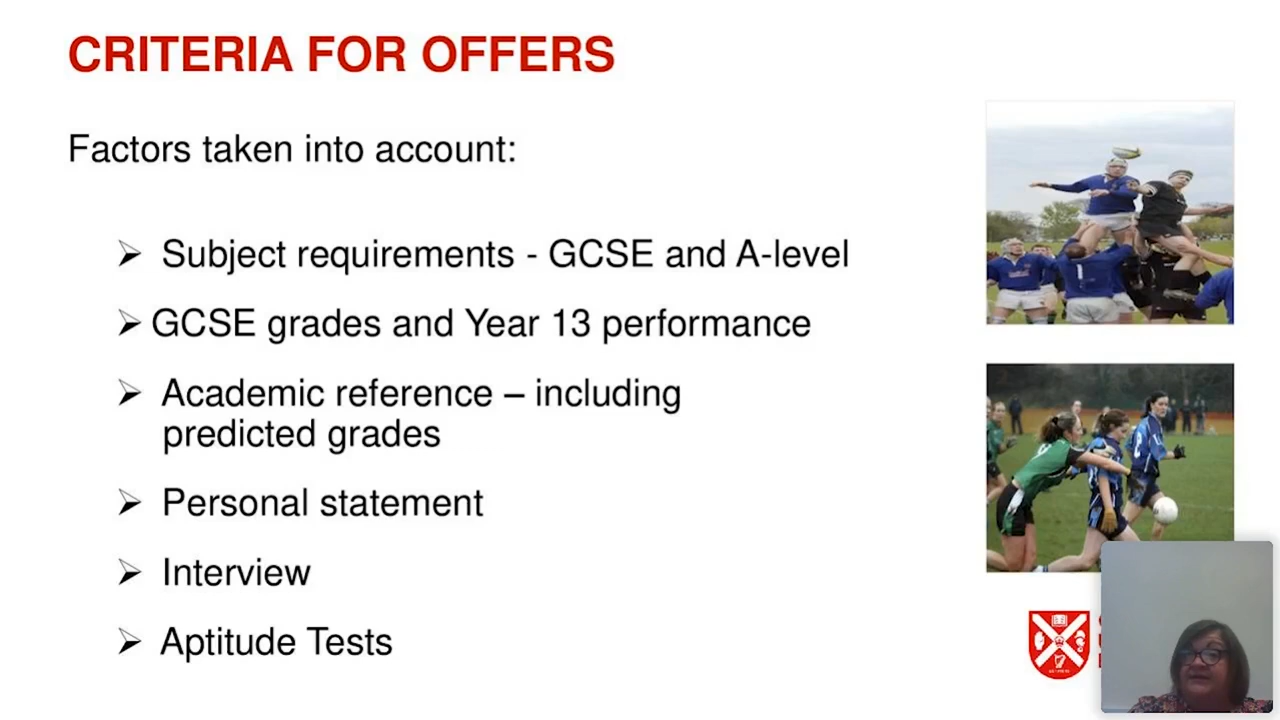 CRITERIA FOR OFFERS
Factors taken into account:
➢ Subject requirements - GCSE and A-level
➢ GCSE grades and Year 13 performance
➢ Academic reference – including
predicted grades
➢ Personal statement
➢ Interview
➢ Aptitude Tests